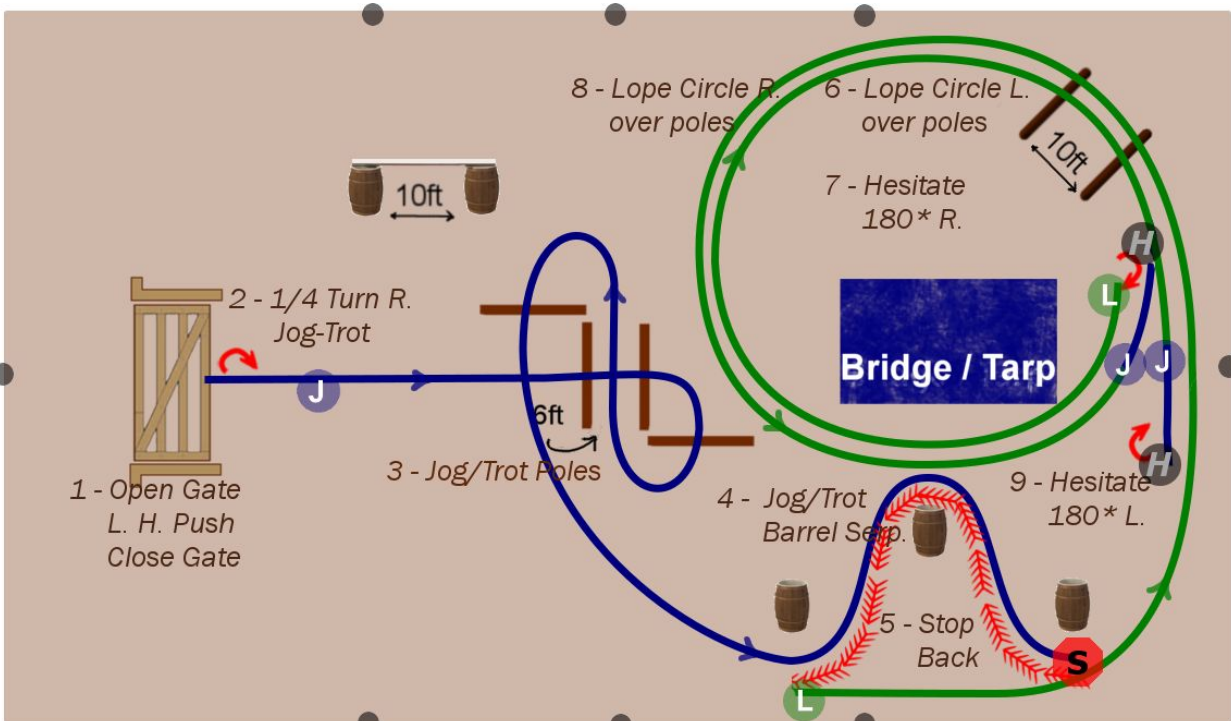 8 - Lope Circle R.
over poles
6 - Lope Circle L.
over poles
10ft
7 - Hesitate
180* R.
10ft
H
L
2 - 1/4 Turn R.
Jog-Trot
J
Bridge / Tarp
J
J
6ft
3 - Jog/Trot Poles
1 - Open Gate
L. H. Push
Close Gate
4 - Jog/Trot
Barrel Serp.
9 - Hesitate
180* L.
H
5 - Stop
Back
S
L